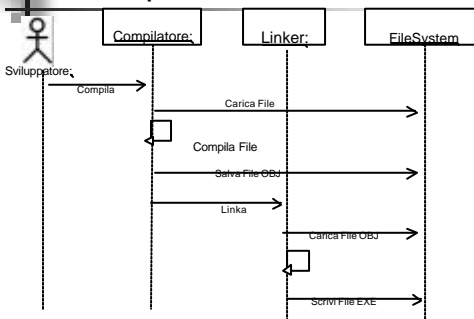 Compilatore:
Linker:
FileSystem
Sviluppatore:
Compila
Carica File
Compila File
Salva File OBJ
Linka
Carica File OBJ
Scrivi File EXE